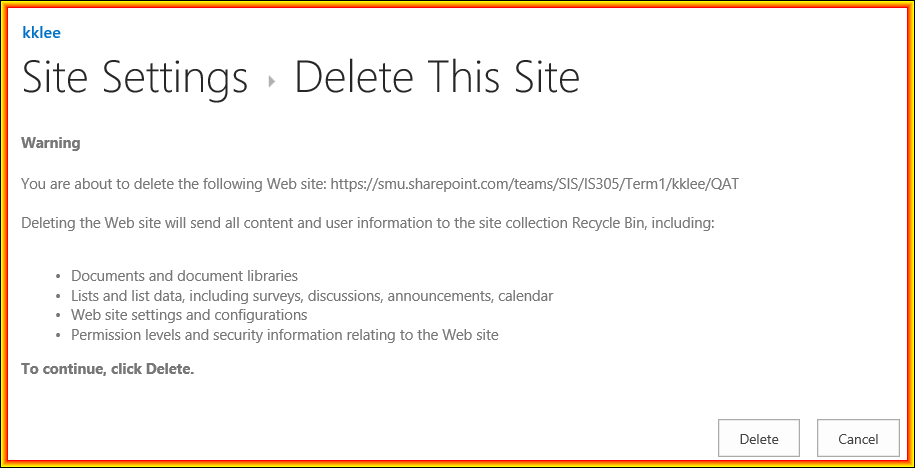 kklee
Site Settings ▸ Delete This Site
Warning
You are about to delete the following Web site: https://smu.sharepoint.com/teams/SIS/IS305/Term1/kklee/QAT
Deleting the Web site will send all content and user information to the site collection Recycle Bin, including:
• Documents and document libraries
• Lists and list data, including surveys, discussions, announcements, calendar
• Web site settings and configurations
• Permission levels and security information relating to the Web site
To continue, click Delete.
Delete Cancel